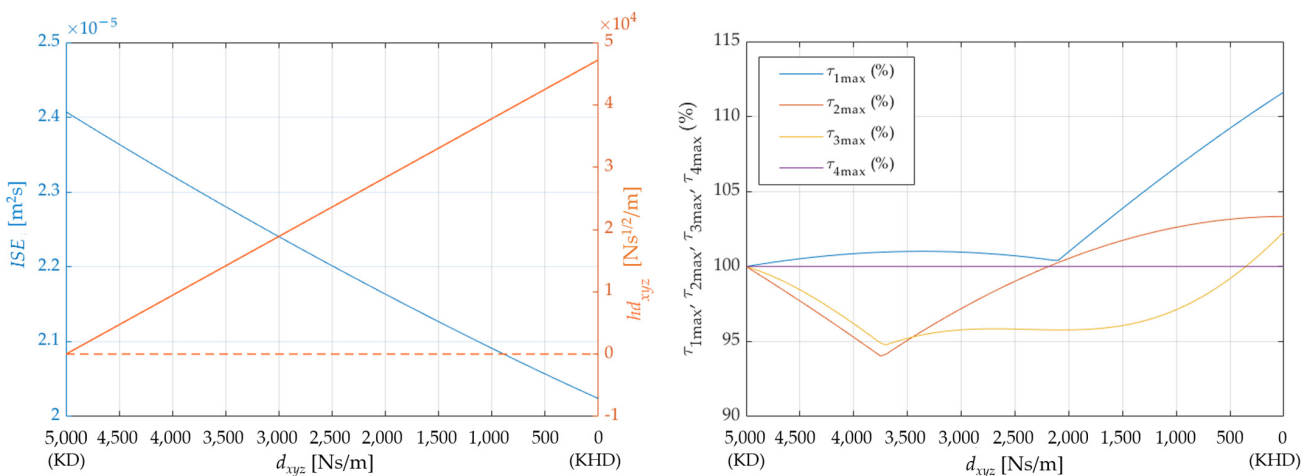 ×10⁻⁵
×10⁴
2.5
2.4
2.3
2.2
2.1
2
ISE [m²s]
5
4
3
2
1
0
-1
hd_xyz [Ns^1/2/m]
5,000 4,500 4,000 3,500 3,000 2,500 2,000 1,500 1,000 500 0
(KD) d_xyz [Ns/m] (KHD)
115
110
105
100
95
90
τ1max, τ2max, τ3max, τ4max (%)
τ1max (%)
τ2max (%)
τ3max (%)
τ4max (%)
5,000 4,500 4,000 3,500 3,000 2,500 2,000 1,500 1,000 500 0
(KD) d_xyz [Ns/m] (KHD)